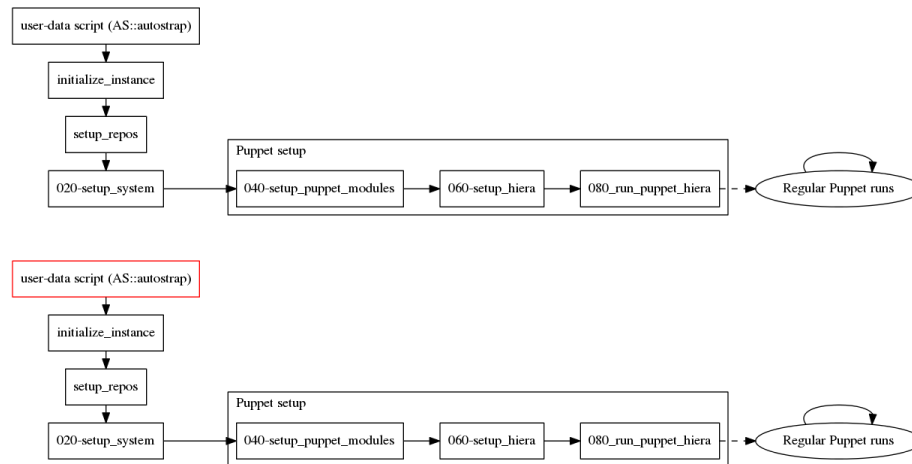 user-data script (AS::autostrap)
initialize_instance
setup_repos
Puppet setup
020-setup_system
040-setup_puppet_modules
060-setup_hiera
080_run_puppet_hiera
Regular Puppet runs
user-data script (AS::autostrap)
initialize_instance
setup_repos
Puppet setup
020-setup_system
040-setup_puppet_modules
060-setup_hiera
080_run_puppet_hiera
Regular Puppet runs